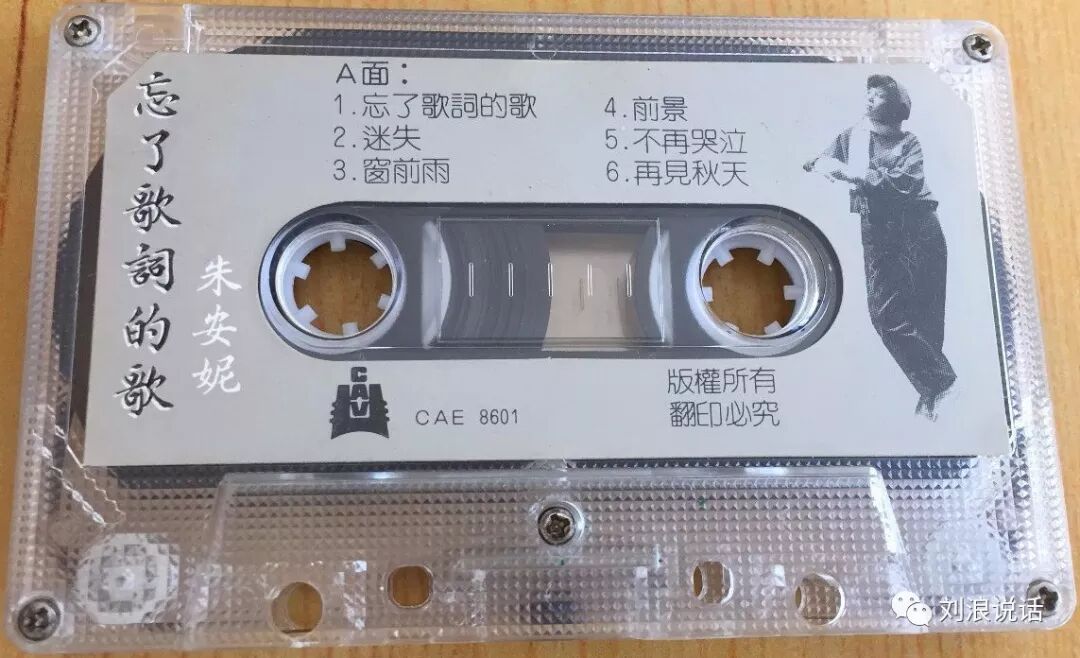 忘了歌詞的歌
朱安妮
A面：
1.忘了歌詞的歌
2.迷失
3.窗前雨
4.前景
5.不再哭泣
6.再見秋天
CAV
CAE 8601
版權所有
翻印必究
刘浪说话